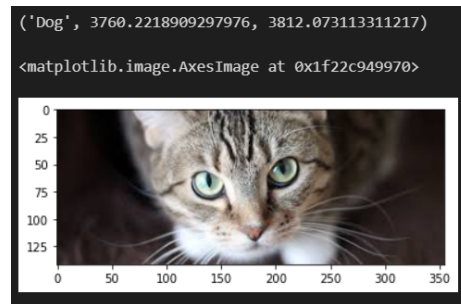 ('Dog', 3760.2218909297976, 3812.073113311217)
<matplotlib.image.AxesImage at 0x1f22c949970>
0
25
50
75
100
125
0 50 100 150 200 250 300 350